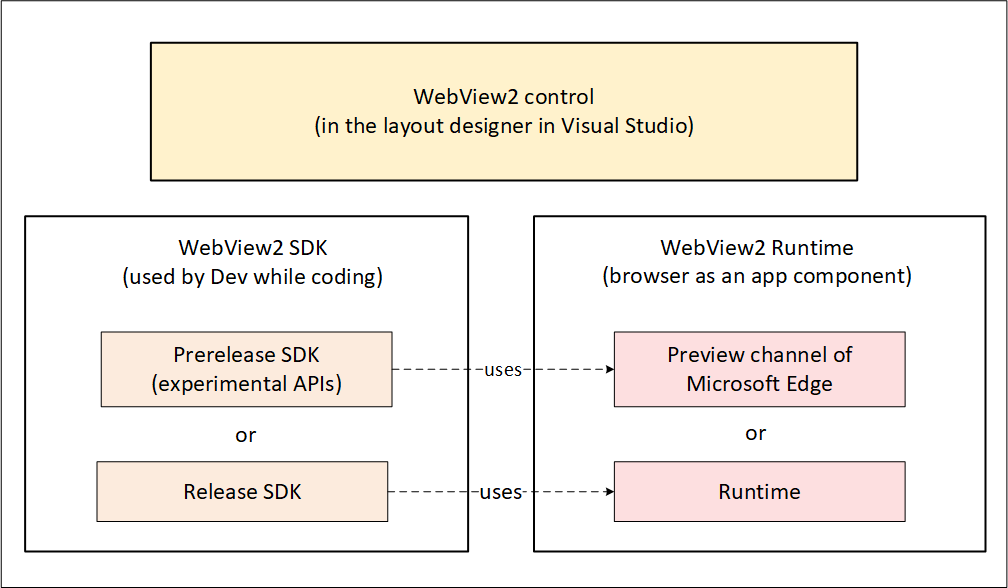 WebView2 control
(in the layout designer in Visual Studio)
WebView2 SDK
(used by Dev while coding)
Prerelease SDK
(experimental APIs)
or
Release SDK
uses
uses
WebView2 Runtime
(browser as an app component)
Preview channel of
Microsoft Edge
or
Runtime